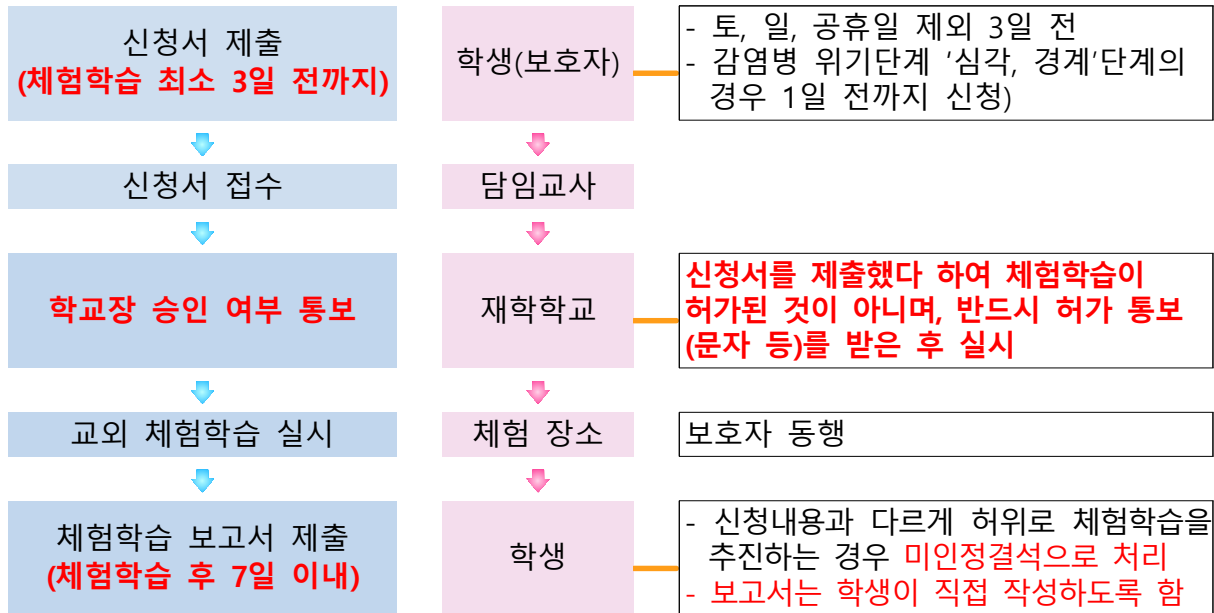 신청서 제출
(체험학습 최소 3일 전까지)
학생(보호자)
- 토, 일, 공휴일 제외 3일 전
- 감염병 위기단계 ‘심각, 경계’단계의
경우 1일 전까지 신청)
신청서 접수
담임교사
학교장 승인 여부 통보
재학학교
신청서를 제출했다 하여 체험학습이
허가된 것이 아니며, 반드시 허가 통보
(문자 등)를 받은 후 실시
교외 체험학습 실시
체험 장소
보호자 동행
체험학습 보고서 제출
(체험학습 후 7일 이내)
학생
- 신청내용과 다르게 허위로 체험학습을
추진하는 경우 미인정결석으로 처리
- 보고서는 학생이 직접 작성하도록 함